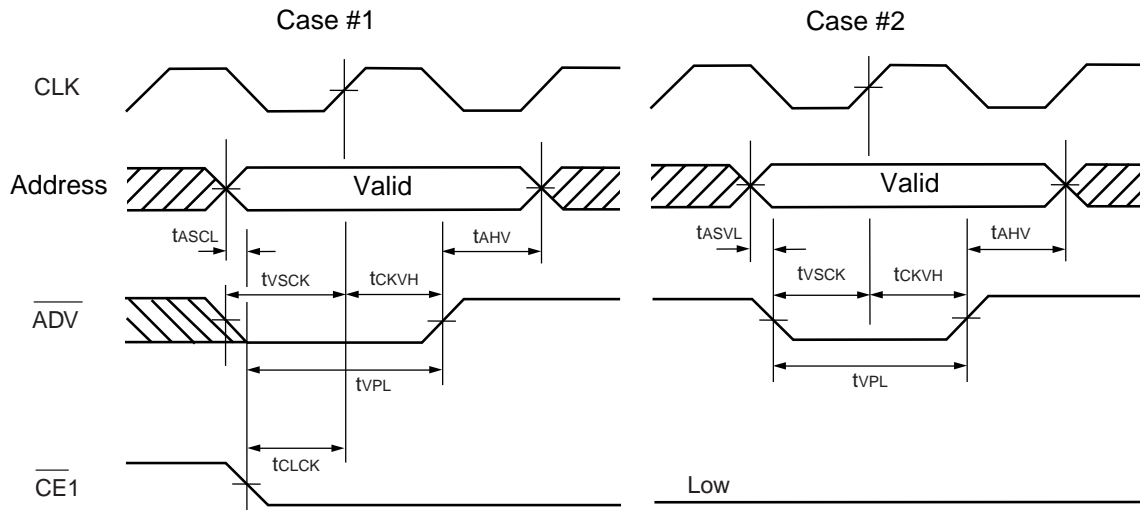 Case #1
Case #2
CLK
Address
Valid
Valid
tASCL
tVSCK
tCKVH
tAHV
tASVL
tVSCK
tCKVH
tAHV
ADV
tVPL
tVPL
tCLCK
CE1
Low